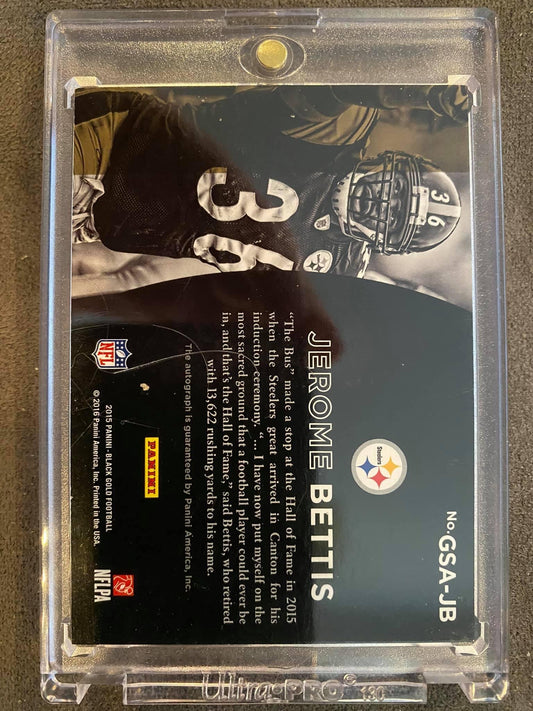 No. GSA-JB
Steelers
JEROME BETTIS
"The Bus" made a stop at the Hall of Fame in 2015
when the Steelers great arrived in Canton for his
induction ceremony. "... I have now put myself on the
most sacred ground that a football player could ever be
in, and that's the Hall of Fame," said Bettis, who retired
with 13,622 rushing yards to his name.
The autograph is guaranteed by Panini America, Inc.
PANINI
2015 PANINI - BLACK GOLD FOOTBALL
© 2016 Panini America, Inc. Printed in the USA.
NFL
NFLPA
36
36
Ultra·PRO® 130